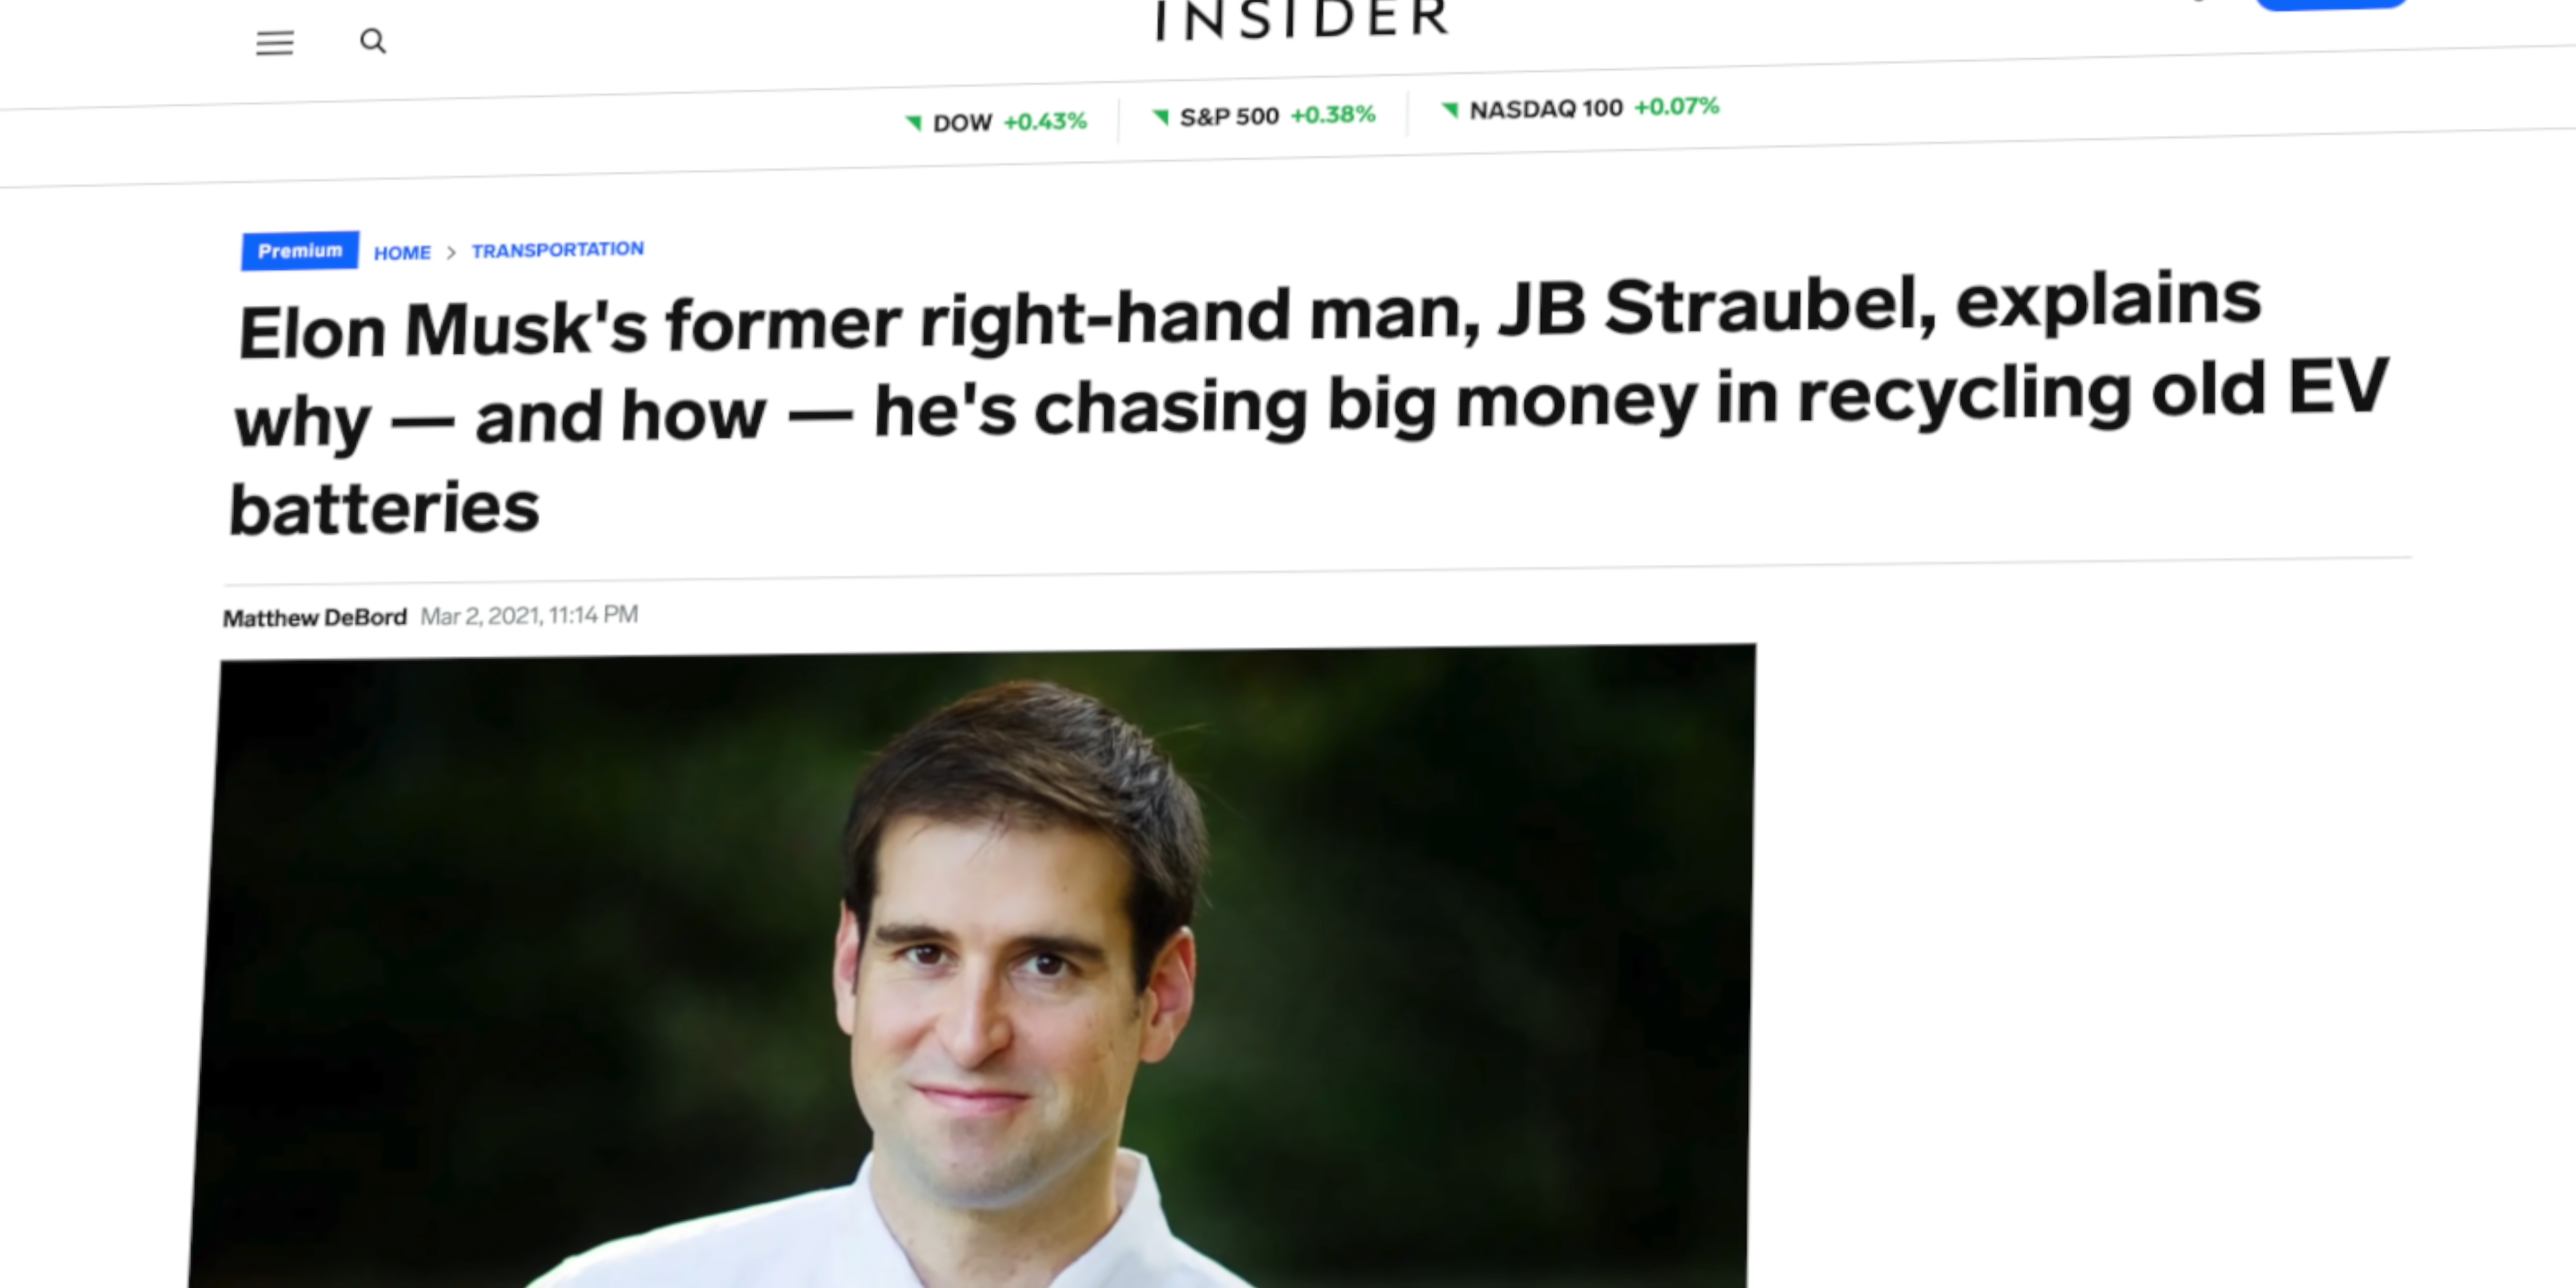 INSIDER
DOW +0.43% S&P 500 +0.38% NASDAQ 100 +0.07%
Premium HOME > TRANSPORTATION
Elon Musk's former right-hand man, JB Straubel, explains
why — and how — he's chasing big money in recycling old EV
batteries
Matthew DeBord Mar 2, 2021, 11:14 PM